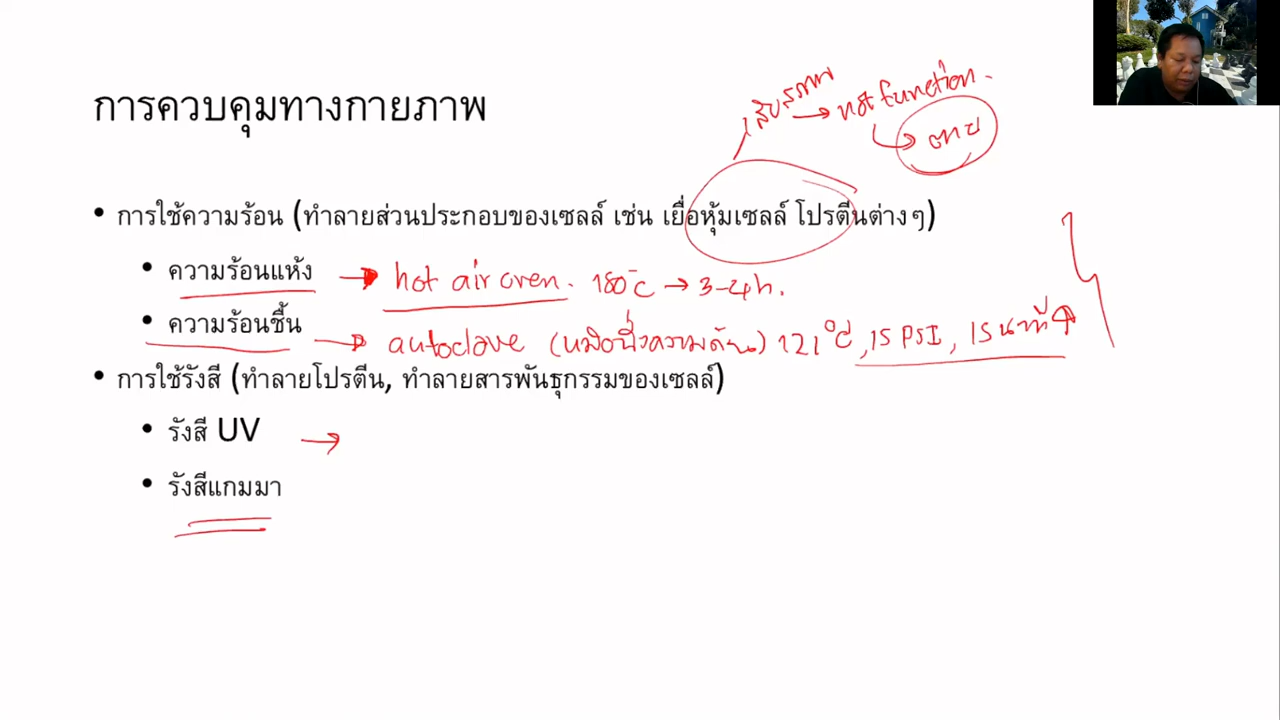 เสียสภาพ → not function.
ตาย
การควบคุมทางกายภาพ
• การใช้ความร้อน (ทำลายส่วนประกอบของเซลล์ เช่น เยื่อหุ้มเซลล์ โปรตีนต่างๆ)
• ความร้อนแห้ง → hot air oven. 180°C → 3-4h.
• ความร้อนชื้น → autoclave (หม้อนึ่งความดัน) 121°C, 15 PSI, 15 นาที ↑
• การใช้รังสี (ทำลายโปรตีน, ทำลายสารพันธุกรรมของเซลล์)
• รังสี UV →
• รังสีแกมมา